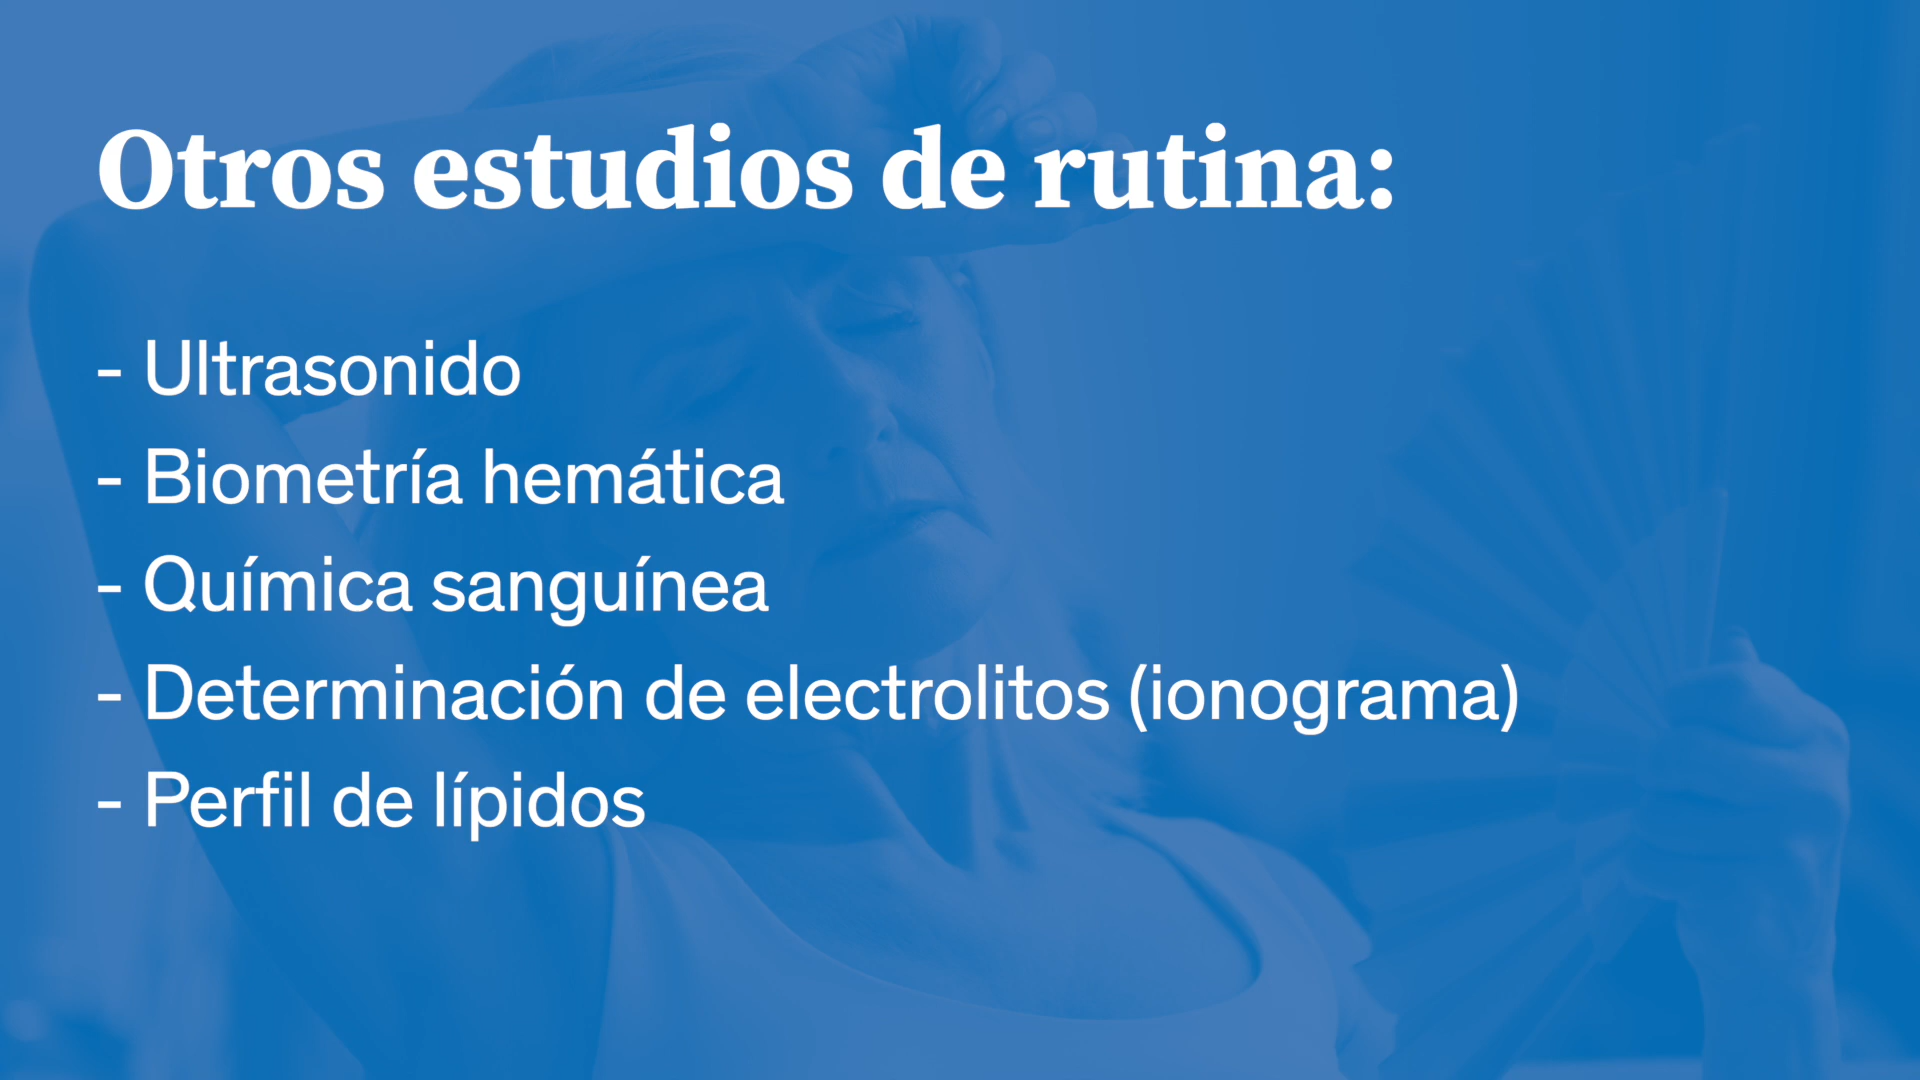 Otros estudios de rutina:
- Ultrasonido
- Biometría hemática
- Química sanguínea
- Determinación de electrolitos (ionograma)
- Perfil de lípidos